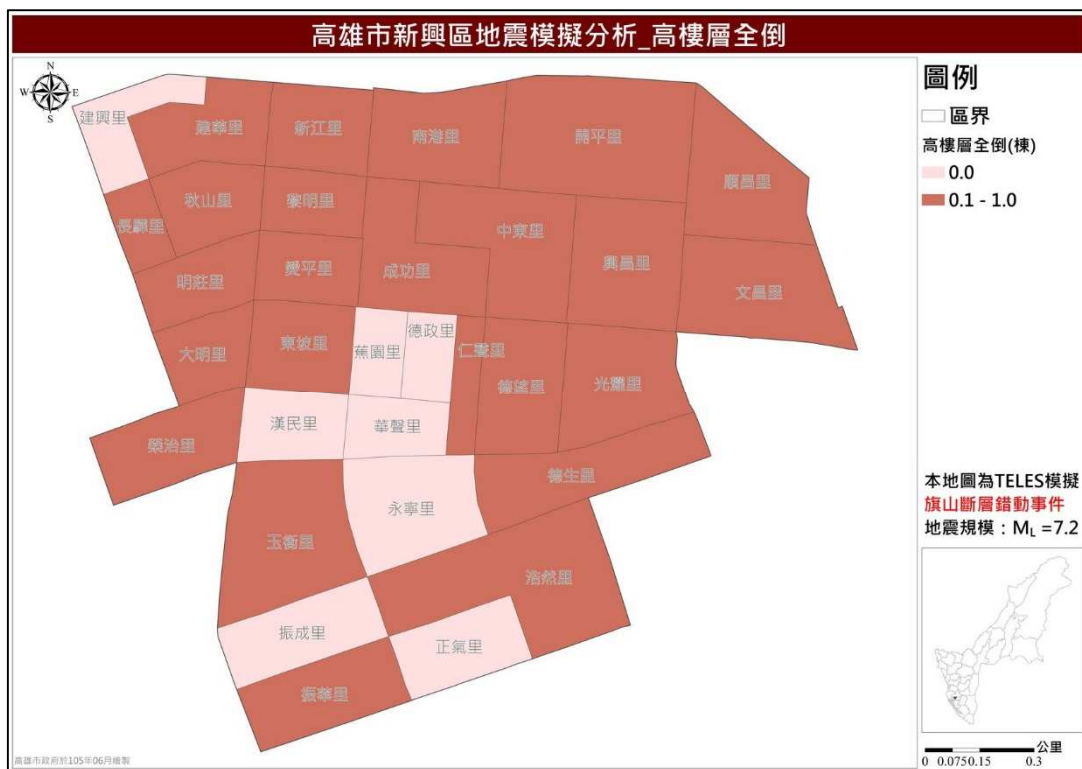 高雄市新興區地震模擬分析_高樓層全倒
N
W
E
S
建興里
建華里
新江里
南港里
開平里
順昌里
秋山里
黎明里
長驛里
中東里
明莊里
愛平里
成功里
興昌里
文昌里
大明里
東坡里
蕉園里
德政里
仁聲里
德望里
光耀里
漢民里
華聲里
榮治里
德生里
永寧里
玉衡里
浩然里
振成里
正氣里
振華里
圖例
區界
高樓層全倒(棟)
0.0
0.1 - 1.0
本地圖為TELES模擬
旗山斷層錯動事件
地震規模：ML =7.2
公里
0 0.075 0.15 0.3
高雄市政府於105年06月繪製